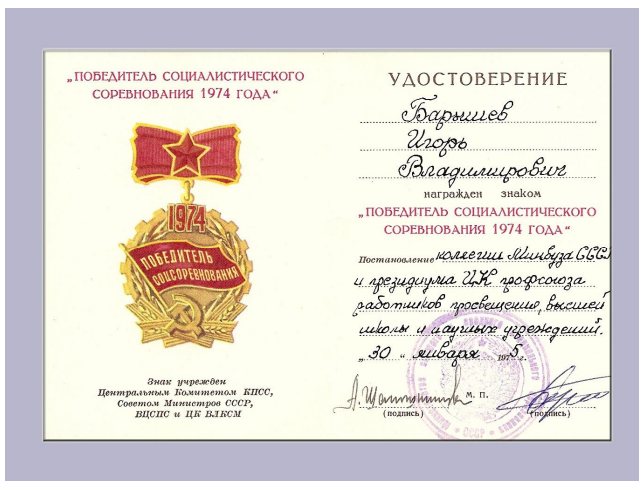 „ПОБЕДИТЕЛЬ СОЦИАЛИСТИЧЕСКОГО
СОРЕВНОВАНИЯ 1974 ГОДА“
1974
ПОБЕДИТЕЛЬ
СОЦСОРЕВНОВАНИЯ
Знак учрежден
Центральным Комитетом КПСС,
Советом Министров СССР,
ВЦСПС и ЦК ВЛКСМ
УДОСТОВЕРЕНИЕ
Барышев
Игорь
Владимирович
награжден знаком
„ПОБЕДИТЕЛЬ СОЦИАЛИСТИЧЕСКОГО
СОРЕВНОВАНИЯ 1974 ГОДА“
Постановление коллегии Минвуза СССР
и президиума ЦК профсоюза
работников просвещения, высшей
школы и научных учреждений.
„30“ января 1975г.
М. П.
(подпись) (подпись)
СССР